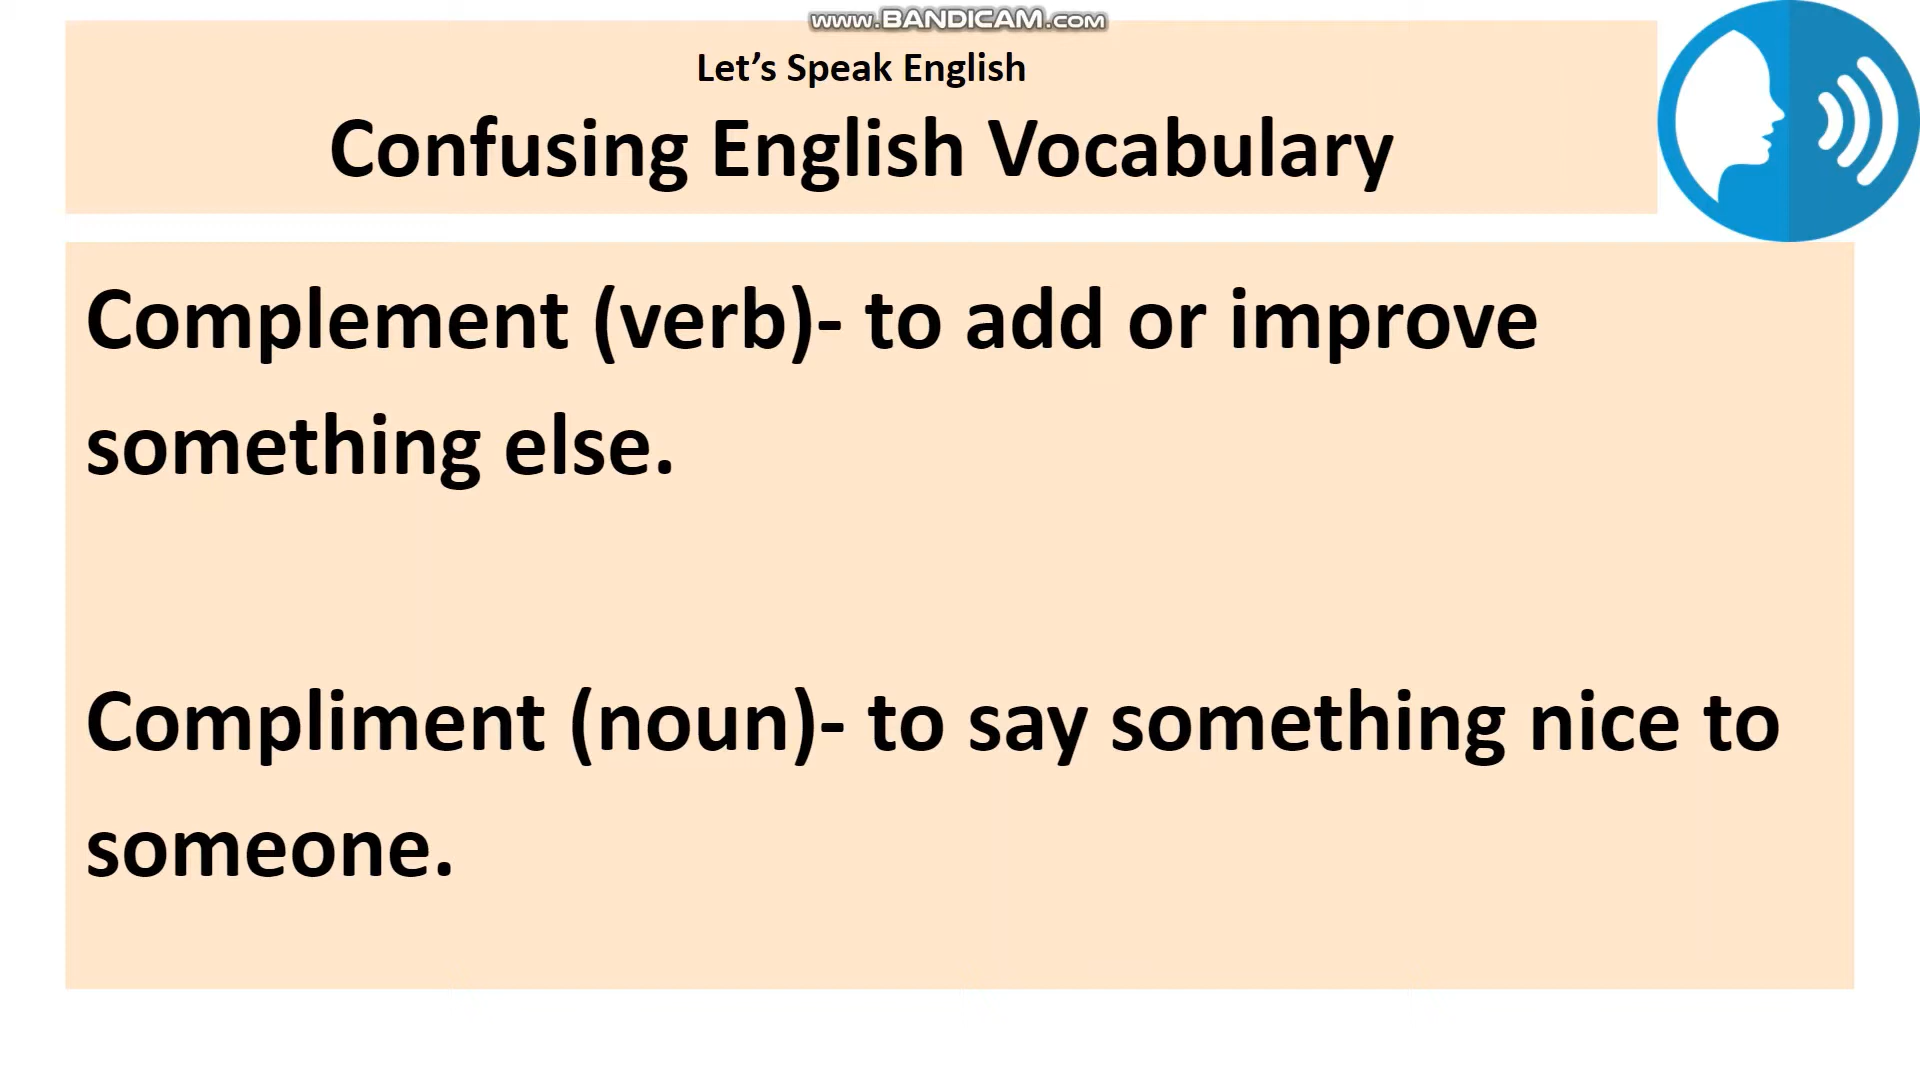 www.BANDICAM.com
Let’s Speak English
Confusing English Vocabulary
Complement (verb)- to add or improve
something else.
Compliment (noun)- to say something nice to
someone.